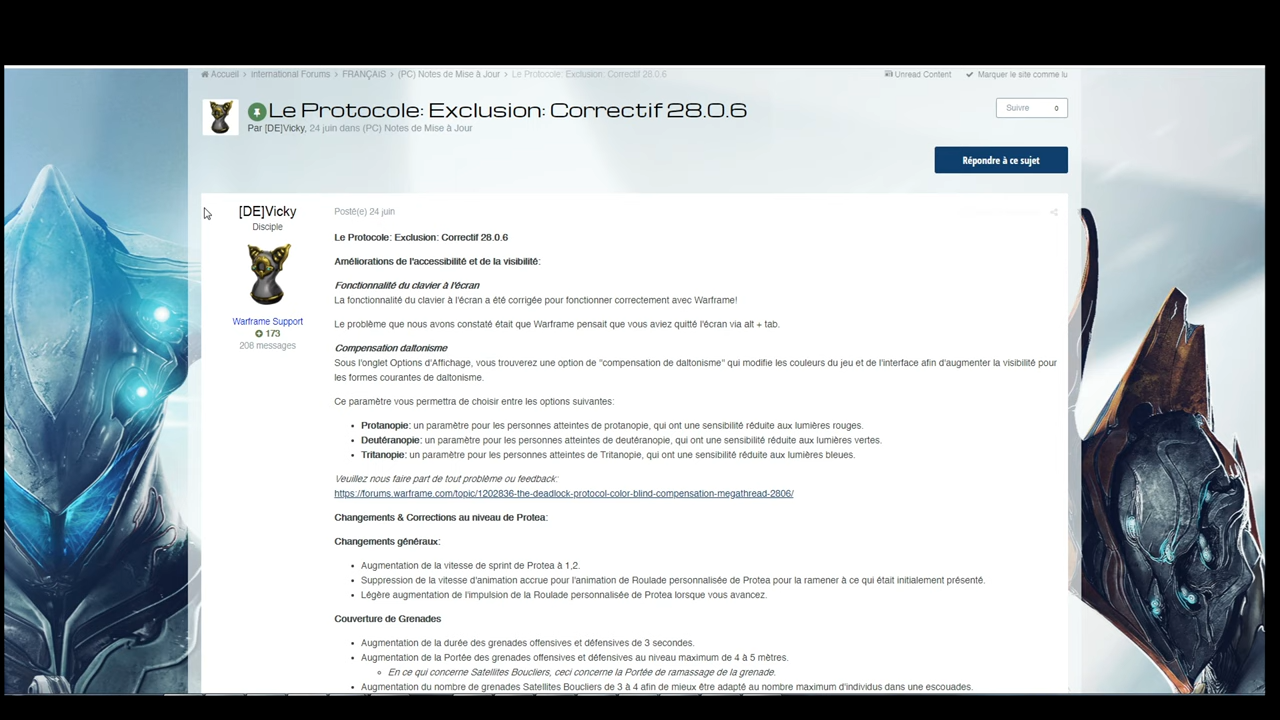 Accueil > International Forums > FRANÇAIS > (PC) Notes de Mise à Jour > Le Protocole: Exclusion: Correctif 28.0.6
Unread Content
Marquer le site comme lu
Le Protocole: Exclusion: Correctif 28.0.6
Par [DE]Vicky, 24 juin dans (PC) Notes de Mise à Jour
Suivre 0
Répondre à ce sujet
[DE]Vicky
Disciple
Warframe Support
173
208 messages
Posté(e) 24 juin
Le Protocole: Exclusion: Correctif 28.0.6
Améliorations de l'accessibilité et de la visibilité:
Fonctionnalité du clavier à l'écran
La fonctionnalité du clavier à l'écran a été corrigée pour fonctionner correctement avec Warframe!
Le problème que nous avons constaté était que Warframe pensait que vous aviez quitté l'écran via alt + tab.
Compensation daltonisme
Sous l'onglet Options d'Affichage, vous trouverez une option de "compensation de daltonisme" qui modifie les couleurs du jeu et de l'interface afin d'augmenter la visibilité pour
les formes courantes de daltonisme.
Ce paramètre vous permettra de choisir entre les options suivantes:
• Protanopie: un paramètre pour les personnes atteintes de protanopie, qui ont une sensibilité réduite aux lumières rouges.
• Deutéranopie: un paramètre pour les personnes atteintes de deutéranopie, qui ont une sensibilité réduite aux lumières vertes.
• Tritanopie: un paramètre pour les personnes atteintes de Tritanopie, qui ont une sensibilité réduite aux lumières bleues.
Veuillez nous faire part de tout problème ou feedback:
https://forums.warframe.com/topic/1202836-the-deadlock-protocol-color-blind-compensation-megathread-2806/
Changements & Corrections au niveau de Protea:
Changements généraux:
• Augmentation de la vitesse de sprint de Protea à 1,2.
• Suppression de la vitesse d'animation accrue pour l'animation de Roulade personnalisée de Protea pour la ramener à ce qui était initialement présenté.
• Légère augmentation de l'impulsion de la Roulade personnalisée de Protea lorsque vous avancez.
Couverture de Grenades
• Augmentation de la durée des grenades offensives et défensives de 3 secondes.
• Augmentation de la Portée des grenades offensives et défensives au niveau maximum de 4 à 5 mètres.
En ce qui concerne Satellites Boucliers, ceci concerne la Portée de ramassage de la grenade.
• Augmentation du nombre de grenades Satellites Boucliers de 3 à 4 afin de mieux être adapté au nombre maximum d'individus dans une escouades.